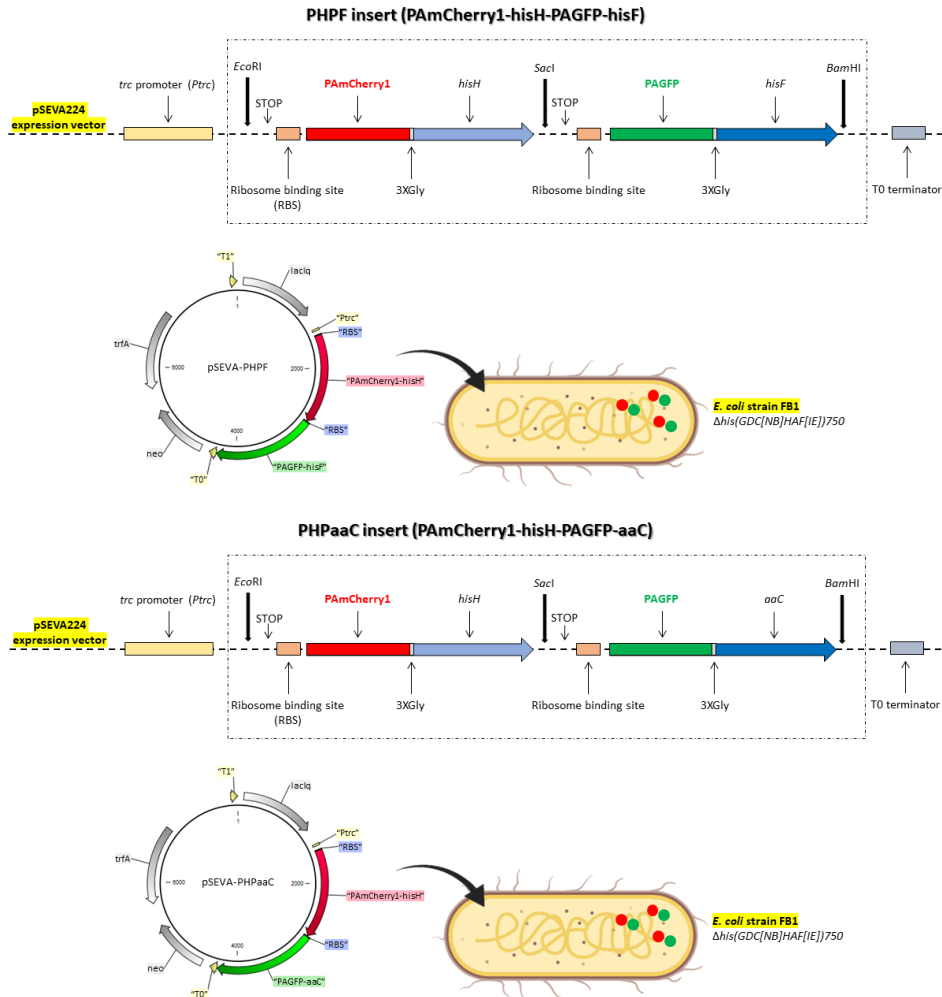 PHPF insert (PAmCherry1-hisH-PAGFP-hisF)
EcoRI
SacI
BamHI
trc promoter (Ptrc)
STOP
PAmCherry1
hisH
STOP
PAGFP
hisF
pSEVA224
expression vector
Ribosome binding site
(RBS)
3XGly
Ribosome binding site
3XGly
T0 terminator
"T1"
lacIq
1
"Ptrc"
"RBS"
trfA
6000
pSEVA-PHPF
2000
"PAmCherry1-hisH"
4000
"RBS"
neo
"PAGFP-hisF"
"T0"
E. coli strain FB1
Δhis(GDC[NB]HAF[IE])750
PHPaaC insert (PAmCherry1-hisH-PAGFP-aaC)
EcoRI
SacI
BamHI
trc promoter (Ptrc)
STOP
PAmCherry1
hisH
STOP
PAGFP
aaC
pSEVA224
expression vector
Ribosome binding site
(RBS)
3XGly
Ribosome binding site
3XGly
T0 terminator
"T1"
lacIq
1
"Ptrc"
"RBS"
trfA
6000
pSEVA-PHPaaC
2000
"PAmCherry1-hisH"
4000
"RBS"
neo
"PAGFP-aaC"
"T0"
E. coli strain FB1
Δhis(GDC[NB]HAF[IE])750